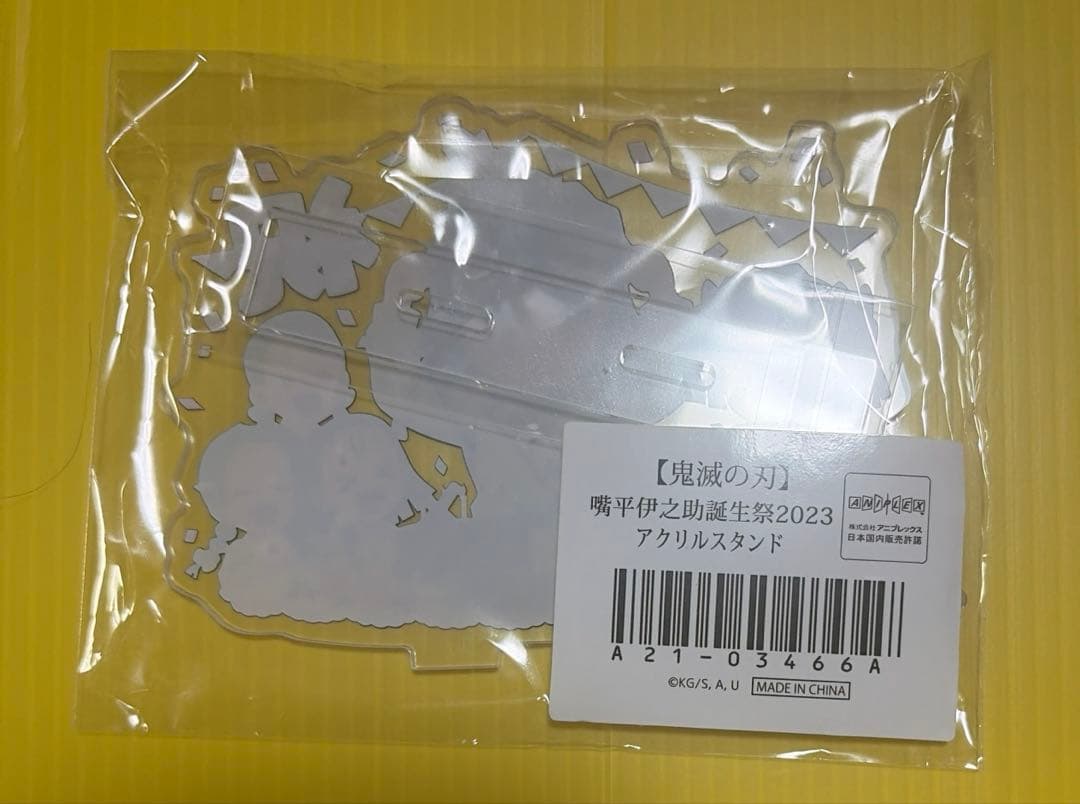 【鬼滅の刃】
嘴平伊之助誕生祭2023
アクリルスタンド
ANIPLEX
株式会社アニプレックス
日本国内販売許諾
A21-03466A
©KG/S, A, U
MADE IN CHINA